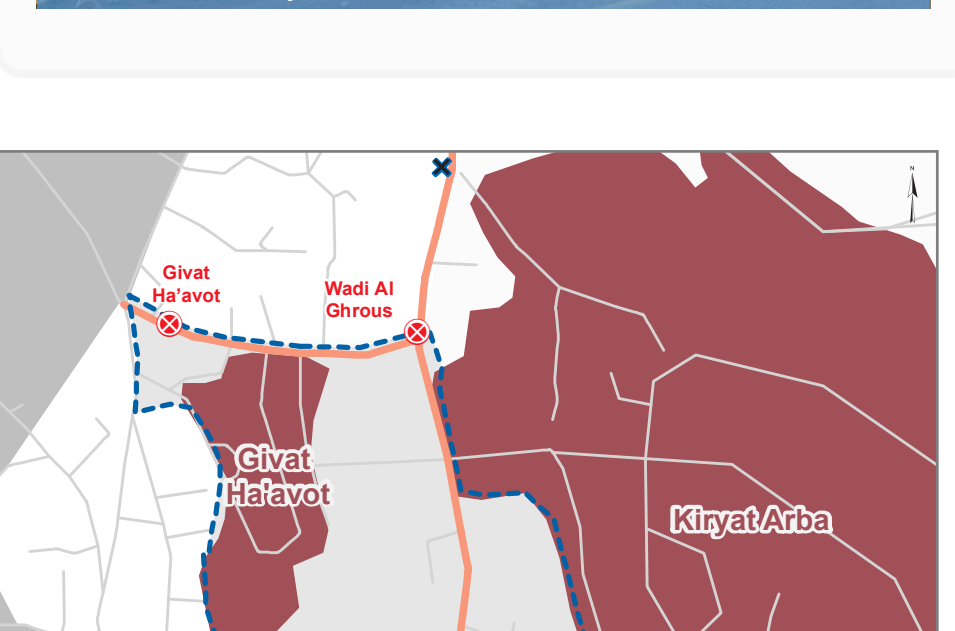 N
Givat
Ha’avot
Wadi Al
Ghrous
Givat
Ha'avot
Kiryat Arba